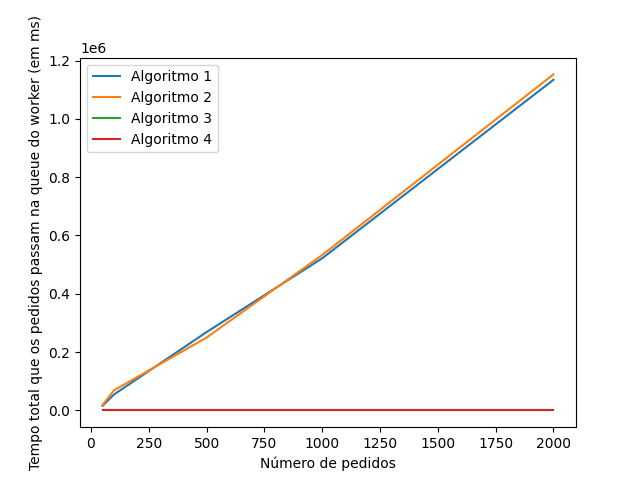 1e6
Tempo total que os pedidos passam na queue do worker (em ms)
1.2
1.0
0.8
0.6
0.4
0.2
0.0
Algoritmo 1
Algoritmo 2
Algoritmo 3
Algoritmo 4
0 250 500 750 1000 1250 1500 1750 2000
Número de pedidos